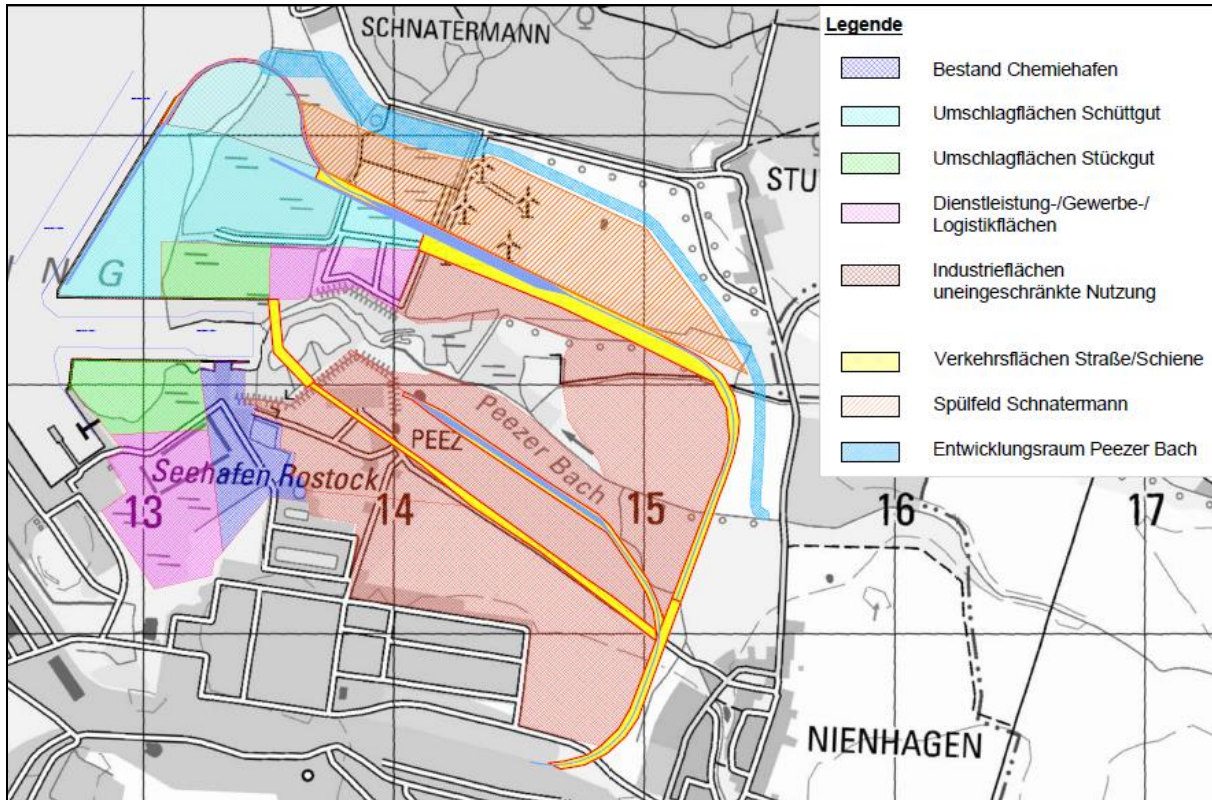 SCHNATERMANN
STU
N G
PEEZ
Peezer Bach
Seehafen Rostock
13
14
15
16
17
NIENHAGEN
Legende
Bestand Chemiehafen
Umschlagflächen Schüttgut
Umschlagflächen Stückgut
Dienstleistung-/Gewerbe-/
Logistikflächen
Industrieflächen
uneingeschränkte Nutzung
Verkehrsflächen Straße/Schiene
Spülfeld Schnatermann
Entwicklungsraum Peezer Bach